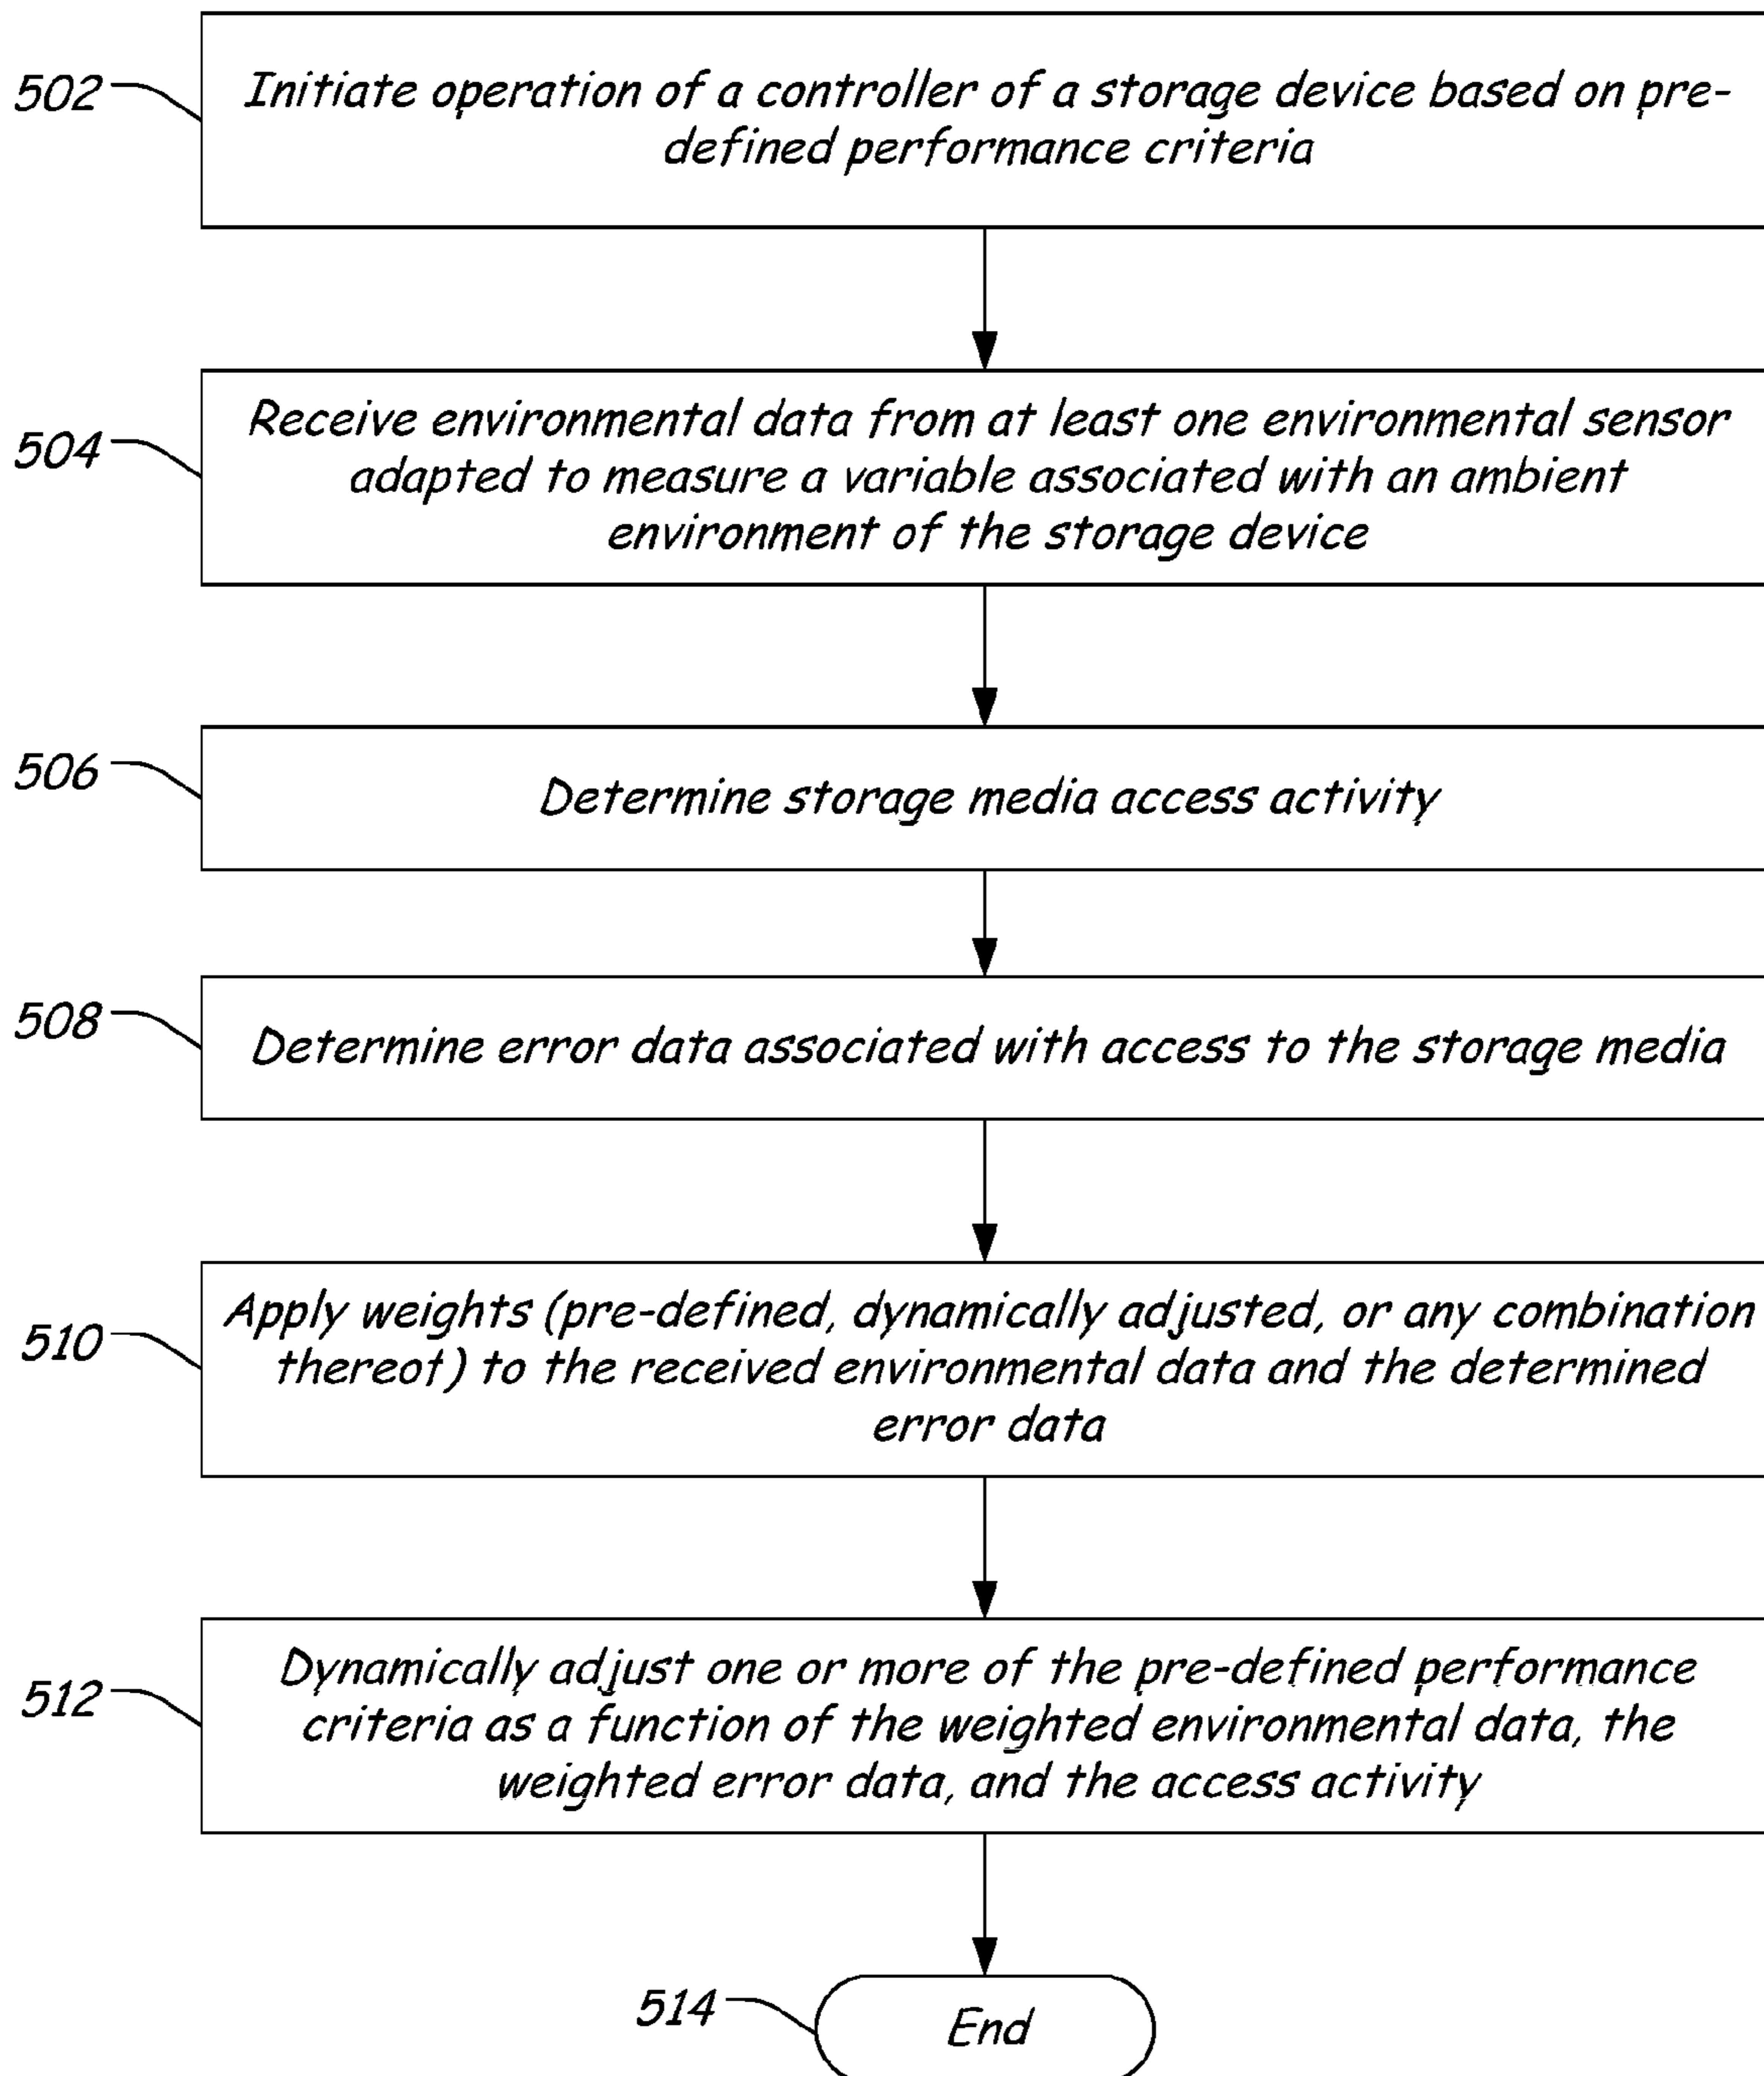 502
Initiate operation of a controller of a storage device based on pre-
defined performance criteria
504
Receive environmental data from at least one environmental sensor
adapted to measure a variable associated with an ambient
environment of the storage device
506
Determine storage media access activity
508
Determine error data associated with access to the storage media
510
Apply weights (pre-defined, dynamically adjusted, or any combination
thereof) to the received environmental data and the determined
error data
512
Dynamically adjust one or more of the pre-defined performance
criteria as a function of the weighted environmental data, the
weighted error data, and the access activity
514
End